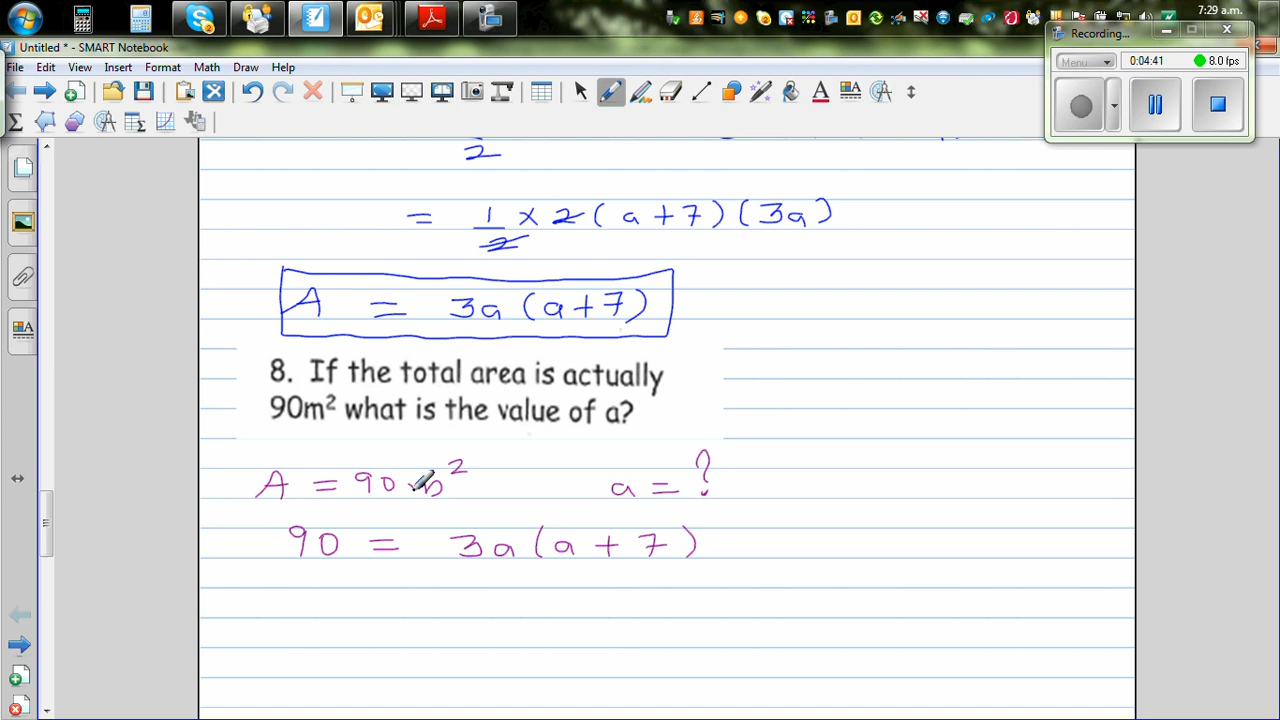 7:29 a.m.
Untitled * - SMART Notebook
Recording...
File Edit View Insert Format Math Draw Help
Menu 0:04:41 8.0 fps
2
= 1/2 × 2 ( a + 7 ) ( 3a )
A = 3a ( a + 7 )
8. If the total area is actually
90m² what is the value of a?
A = 90 m² a = ?
90 = 3a ( a + 7 )